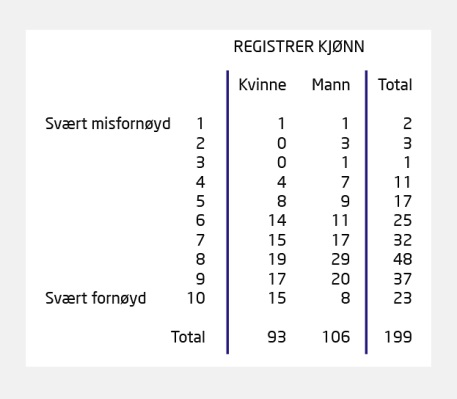 REGISTRER KJØNN
Kvinne Mann Total
Svært misfornøyd 1 1 1 2
2 0 3 3
3 0 1 1
4 4 7 11
5 8 9 17
6 14 11 25
7 15 17 32
8 19 29 48
9 17 20 37
Svært fornøyd 10 15 8 23
Total 93 106 199